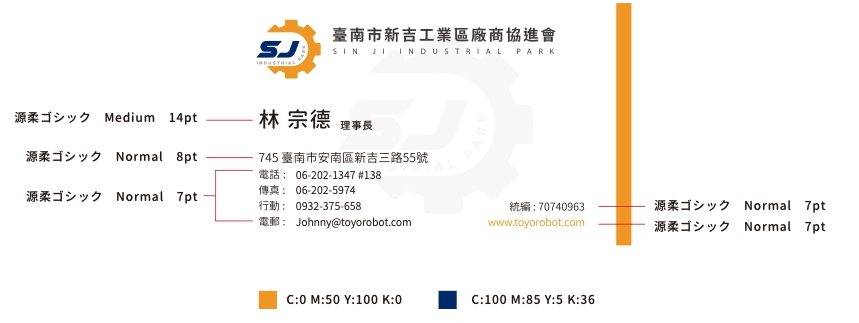 臺南市新吉工業區廠商協進會
SIN JI INDUSTRIAL PARK
SJ
INDUSTRIAL PARK
源柔ゴシック Medium 14pt
林 宗德 理事長
源柔ゴシック Normal 8pt
745 臺南市安南區新吉三路55號
源柔ゴシック Normal 7pt
電話： 06-202-1347 #138
傳真： 06-202-5974
行動： 0932-375-658
電郵： Johnny@toyorobot.com
統編 : 70740963
源柔ゴシック Normal 7pt
www.toyorobot.com
源柔ゴシック Normal 7pt
SJ
INDUSTRIAL PARK
C:0 M:50 Y:100 K:0
C:100 M:85 Y:5 K:36